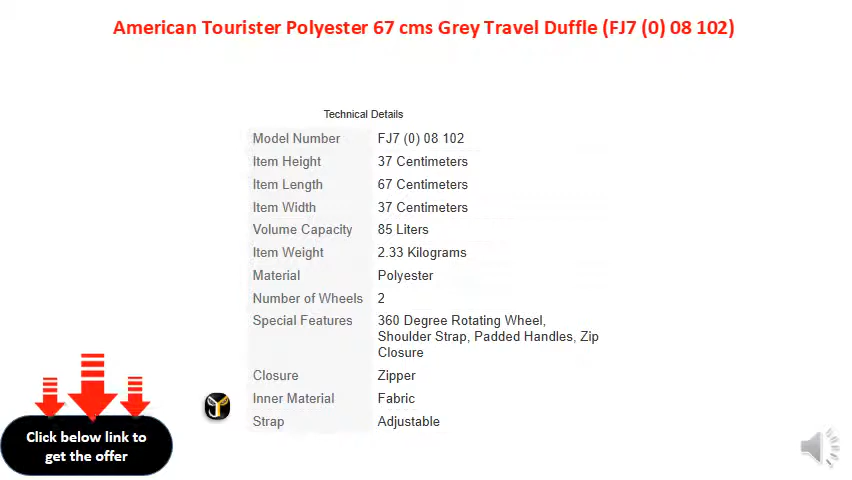 American Tourister Polyester 67 cms Grey Travel Duffle (FJ7 (0) 08 102)
Technical Details
Model Number FJ7 (0) 08 102
Item Height 37 Centimeters
Item Length 67 Centimeters
Item Width 37 Centimeters
Volume Capacity 85 Liters
Item Weight 2.33 Kilograms
Material Polyester
Number of Wheels 2
Special Features 360 Degree Rotating Wheel,
Shoulder Strap, Padded Handles, Zip
Closure
Closure Zipper
Inner Material Fabric
Strap Adjustable
Click below link to
get the offer